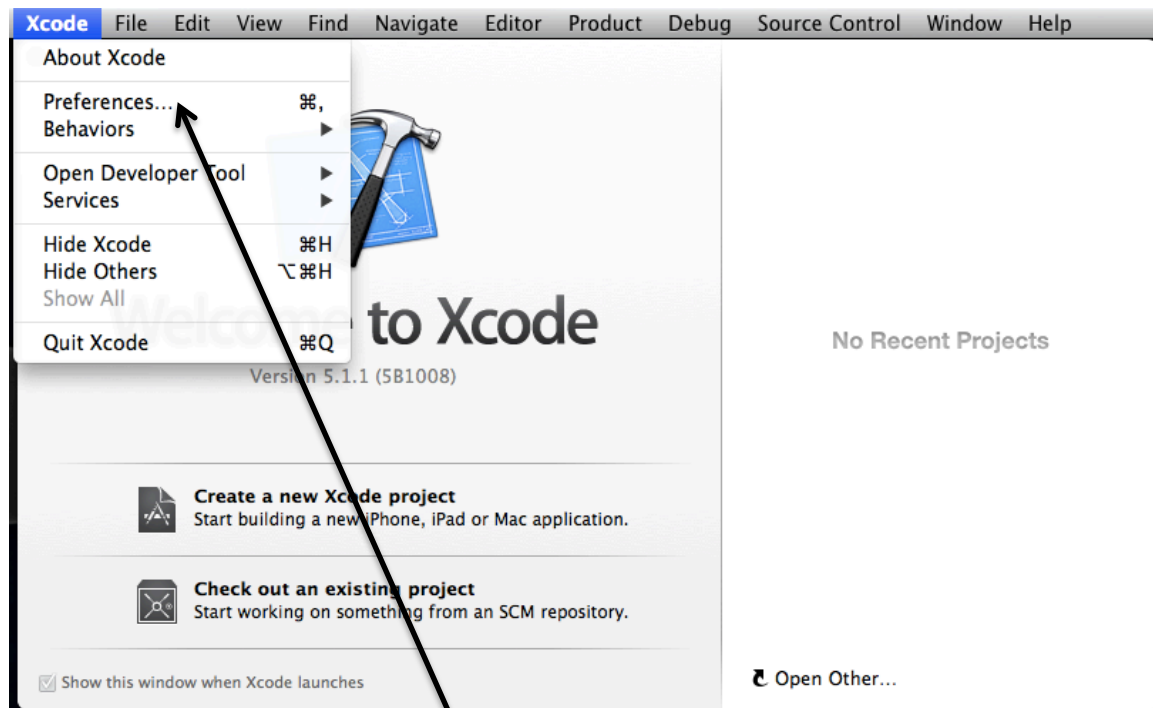 Xcode File Edit View Find Navigate Editor Product Debug Source Control Window Help
About Xcode
Preferences... ⌘,
Behaviors ▶
Open Developer Tool ▶
Services ▶
Hide Xcode ⌘H
Hide Others ⌥⌘H
Show All
Quit Xcode ⌘Q
Welcome to Xcode
Version 5.1.1 (5B1008)
Create a new Xcode project
Start building a new iPhone, iPad or Mac application.
Check out an existing project
Start working on something from an SCM repository.
Show this window when Xcode launches
No Recent Projects
Open Other...